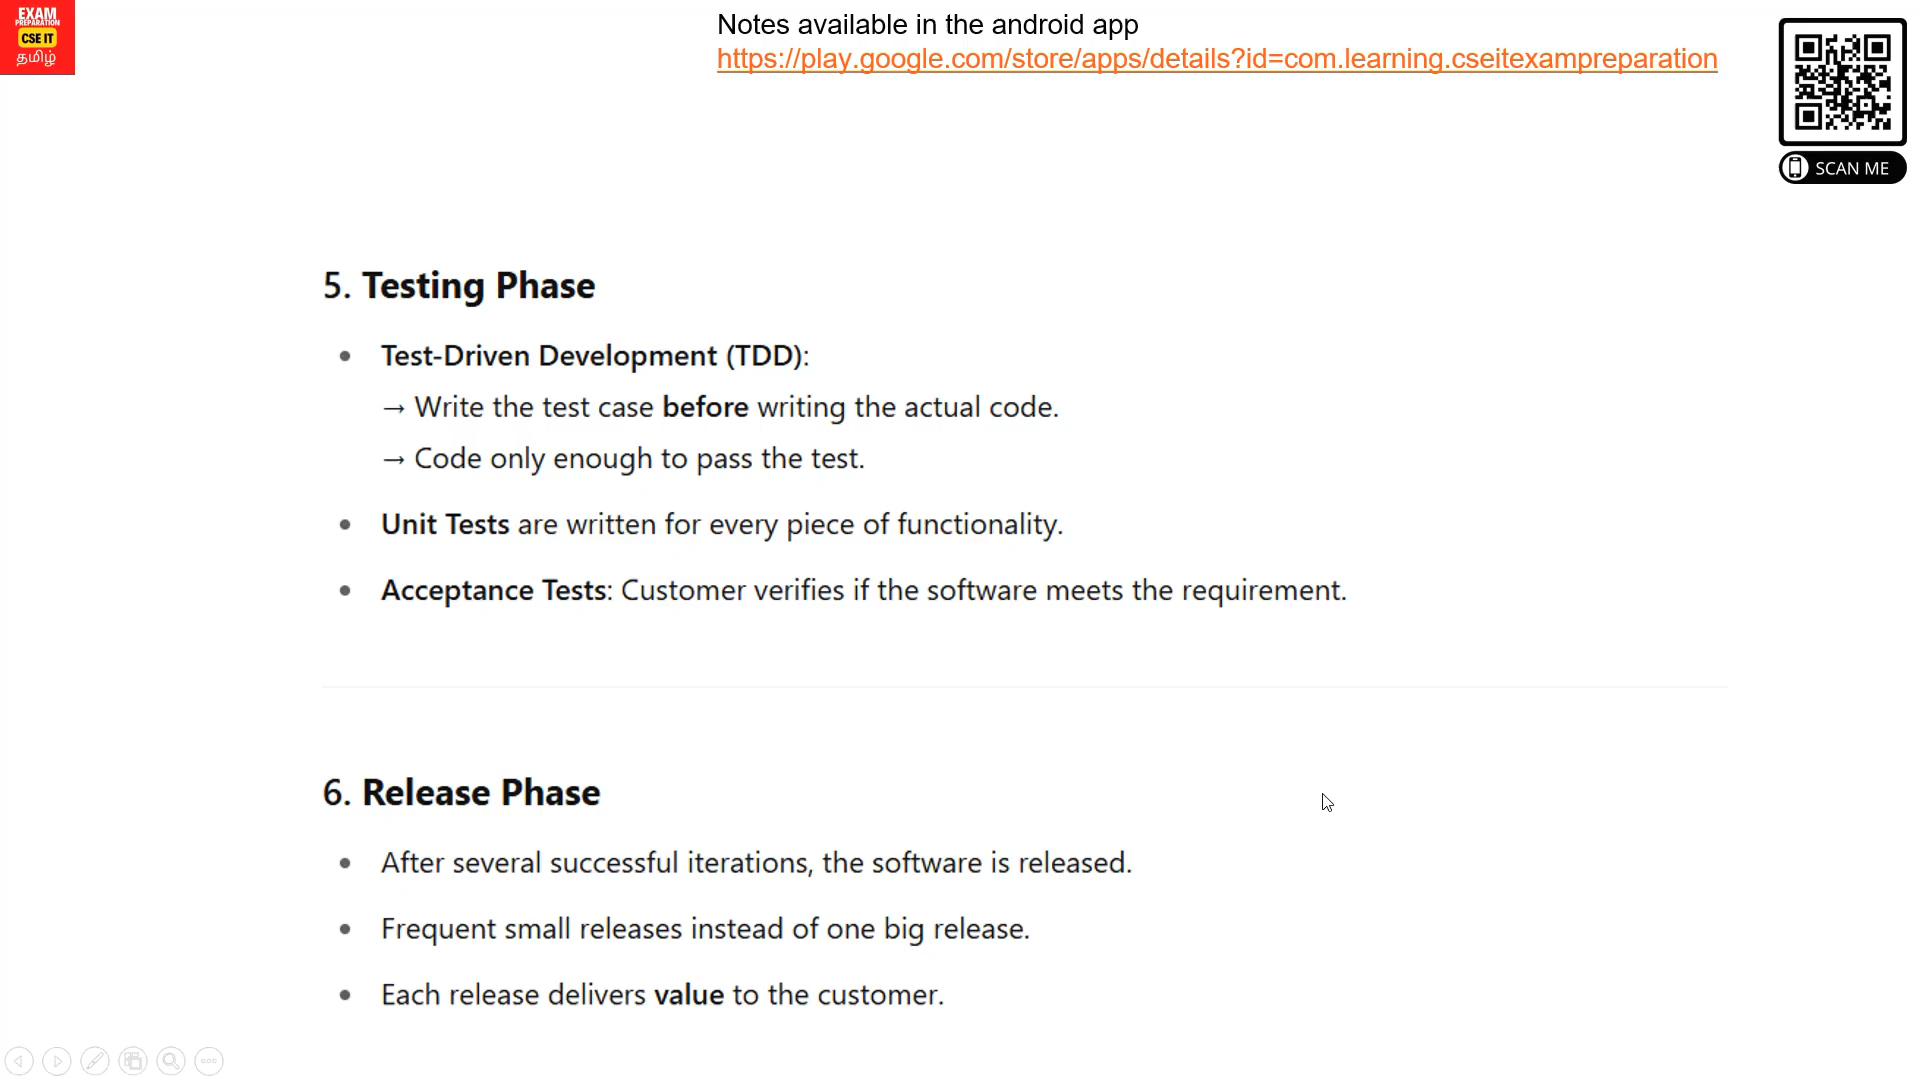 EXAM
PREPARATION
CSE IT
தமிழ்
Notes available in the android app
https://play.google.com/store/apps/details?id=com.learning.cseitexampreparation
SCAN ME
5. Testing Phase
• Test-Driven Development (TDD):
→ Write the test case before writing the actual code.
→ Code only enough to pass the test.
• Unit Tests are written for every piece of functionality.
• Acceptance Tests: Customer verifies if the software meets the requirement.
6. Release Phase
• After several successful iterations, the software is released.
• Frequent small releases instead of one big release.
• Each release delivers value to the customer.